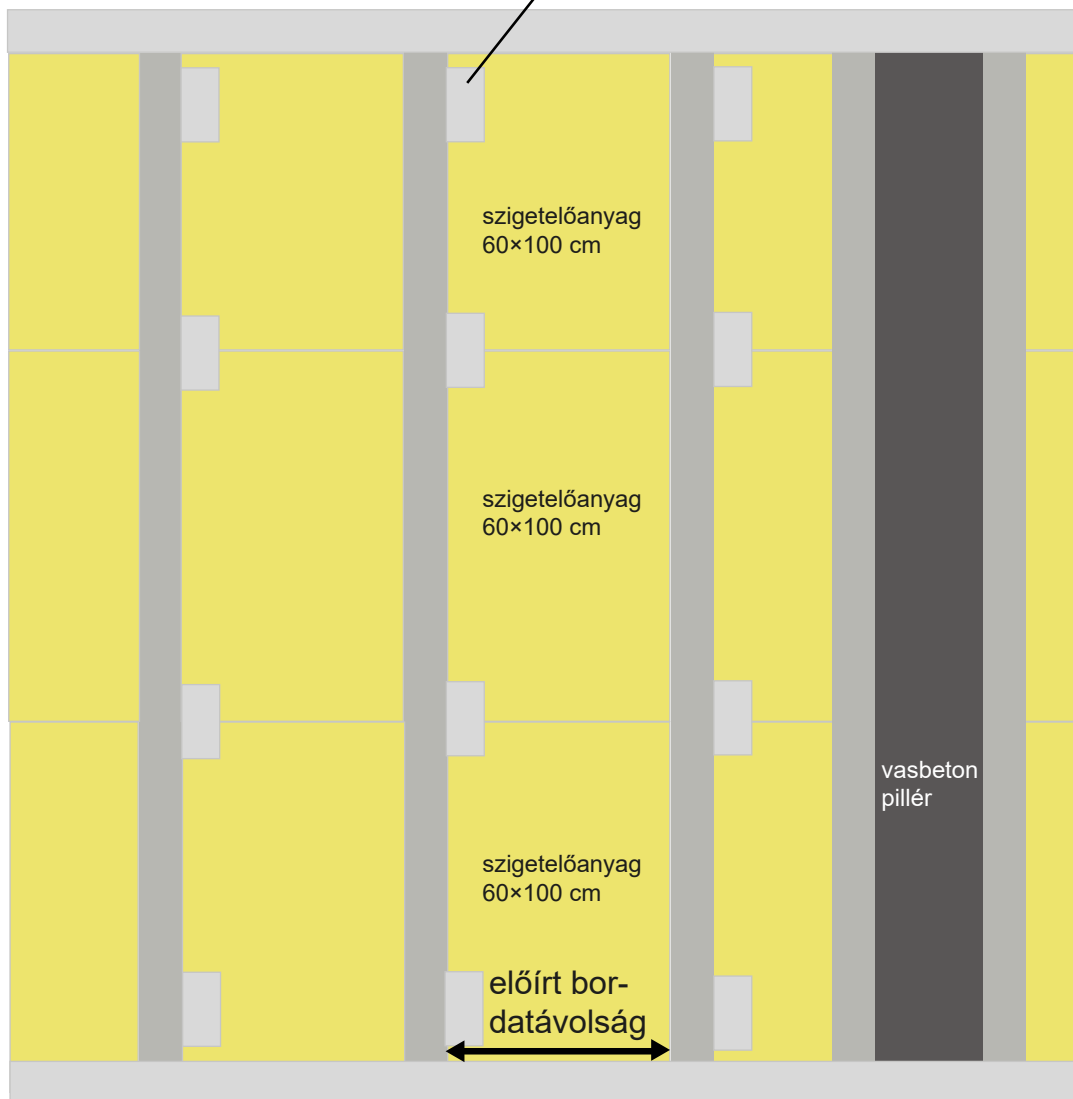 szigetelőanyag
60×100 cm
szigetelőanyag
60×100 cm
vasbeton
pillér
szigetelőanyag
60×100 cm
előírt bor-
datávolság